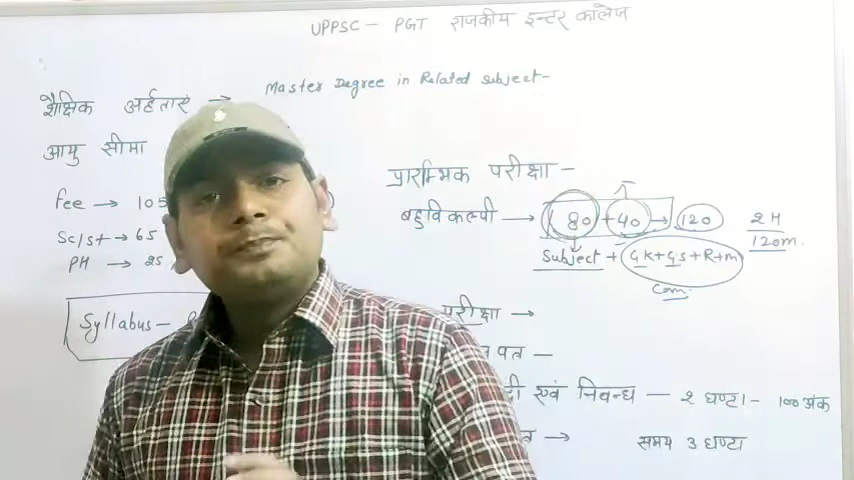 UPPSC - PGT राजकीय इन्टर कालेज
शैक्षिक अर्हताएं → Master Degree in Related Subject-
आयु सीमा
Fee → 105
Sc/st → 65
PH → 25
Syllabus -
प्रारम्भिक परीक्षा -
बहुविकल्पी → 80 + 40 → 120
2 H
120m.
Subject + GK+GS+R+m
Com.
परीक्षा →
पत्र -
एवं निबन्ध - 2 घण्टा - 100 अंक
→ समय 3 घण्टा